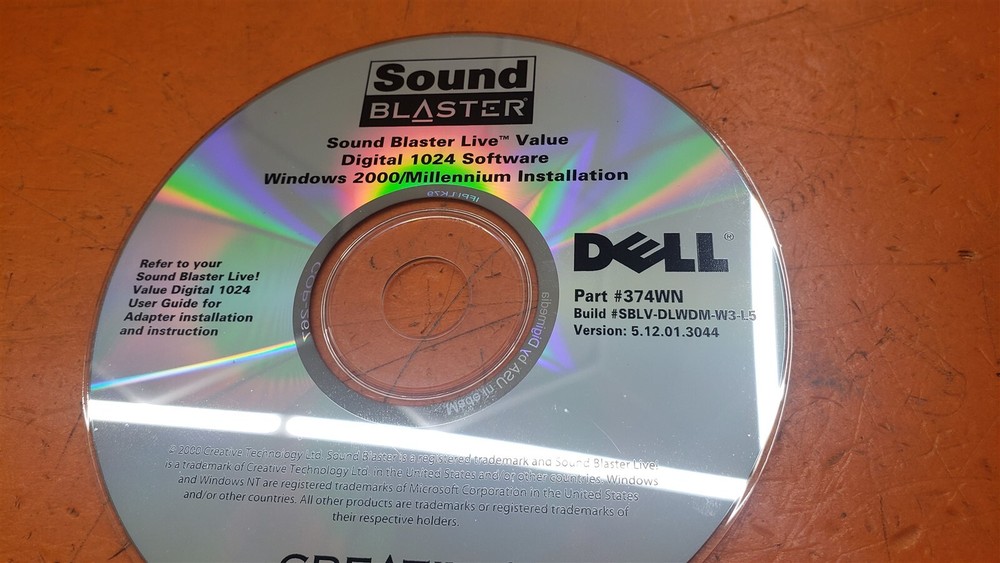 Sound
BLASTER®
Sound Blaster Live™ Value
Digital 1024 Software
Windows 2000/Millennium Installation
IFPI LK79
DELL®
Refer to your
Sound Blaster Live!
Value Digital 1024
User Guide for
Adapter installation
and instruction
Part #374WN
Build #SBLV-DLWDM-W3-L5
Version: 5.12.01.3044
Made in USA by Digimedia
© 2000 Creative Technology Ltd. Sound Blaster is a registered trademark and Sound Blaster Live!
is a trademark of Creative Technology Ltd. in the United States and/or other countries. Windows
and Windows NT are registered trademarks of Microsoft Corporation in the United States
and/or other countries. All other products are trademarks or registered trademarks of
their respective holders.